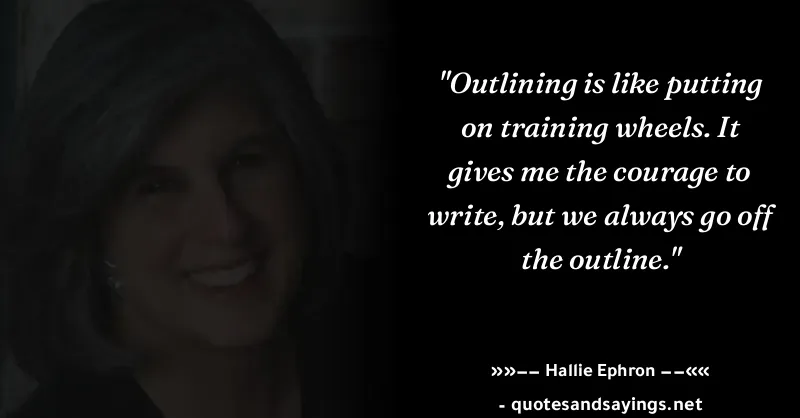 "Outlining is like putting
on training wheels. It
gives me the courage to
write, but we always go off
the outline."
»»−− Hallie Ephron −−««
- quotesandsayings.net